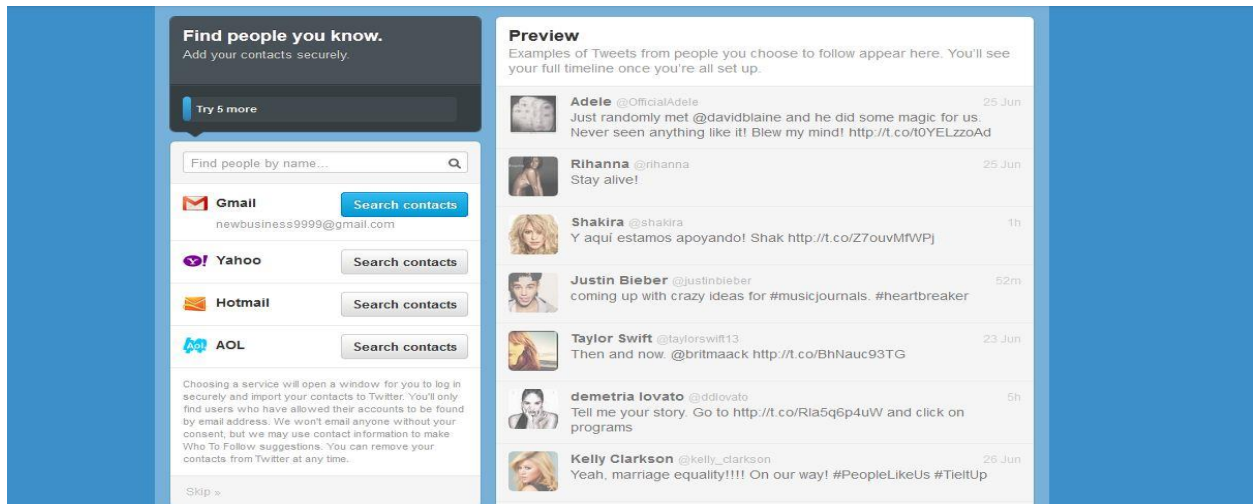 Find people you know.
Add your contacts securely.
Try 5 more
Find people by name...
Gmail
Search contacts
newbusiness9999@gmail.com
Yahoo
Search contacts
Hotmail
Search contacts
Aol.
AOL
Search contacts
Choosing a service will open a window for you to log in
securely and import your contacts to Twitter. You'll only
find users who have allowed their accounts to be found
by email address. We won't email anyone without your
consent, but we may use contact information to make
Who To Follow suggestions. You can remove your
contacts from Twitter at any time.
Skip »
Preview
Examples of Tweets from people you choose to follow appear here. You'll see
your full timeline once you're all set up.
Adele @OfficialAdele 25 Jun
Just randomly met @davidblaine and he did some magic for us.
Never seen anything like it! Blew my mind! http://t.co/t0YELzzoAd
Rihanna @rihanna 25 Jun
Stay alive!
Shakira @shakira 1h
Y aquí estamos apoyando! Shak http://t.co/Z7ouvMfWPj
Justin Bieber @justinbieber 52m
coming up with crazy ideas for #musicjournals. #heartbreaker
Taylor Swift @taylorswift13 23 Jun
Then and now. @britmaack http://t.co/BhNauc93TG
demetria lovato @ddlovato 5h
Tell me your story. Go to http://t.co/Rla5q6p4uW and click on
programs
Kelly Clarkson @kelly_clarkson 26 Jun
Yeah, marriage equality!!!! On our way! #PeopleLikeUs #TieItUp